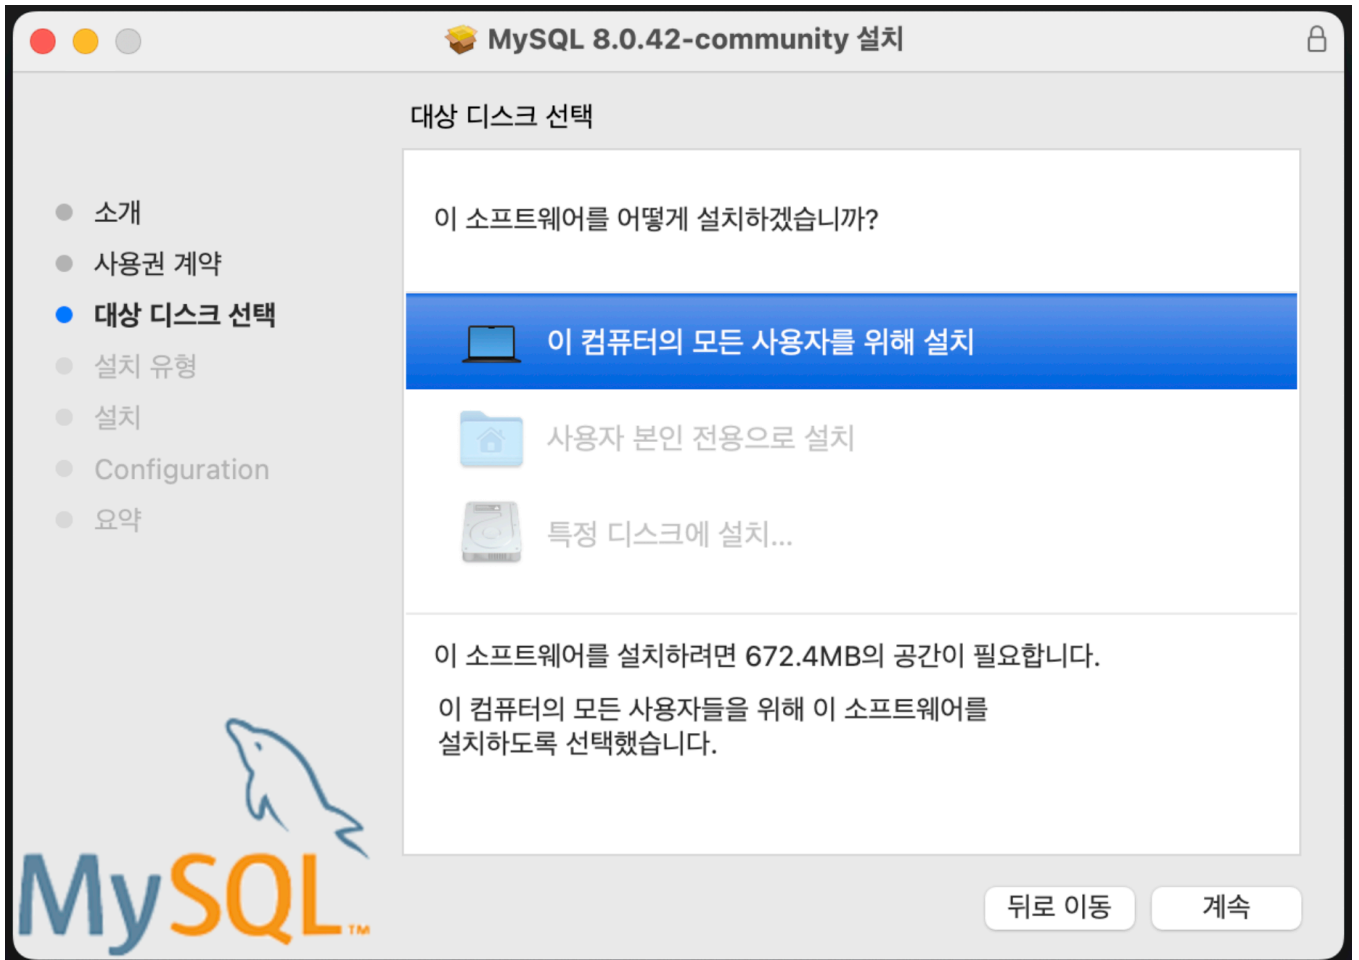 MySQL 8.0.42-community 설치
대상 디스크 선택
소개
사용권 계약
대상 디스크 선택
설치 유형
설치
Configuration
요약
이 소프트웨어를 어떻게 설치하겠습니까?
이 컴퓨터의 모든 사용자를 위해 설치
사용자 본인 전용으로 설치
특정 디스크에 설치...
이 소프트웨어를 설치하려면 672.4MB의 공간이 필요합니다.
이 컴퓨터의 모든 사용자들을 위해 이 소프트웨어를
설치하도록 선택했습니다.
MySQL™
뒤로 이동
계속